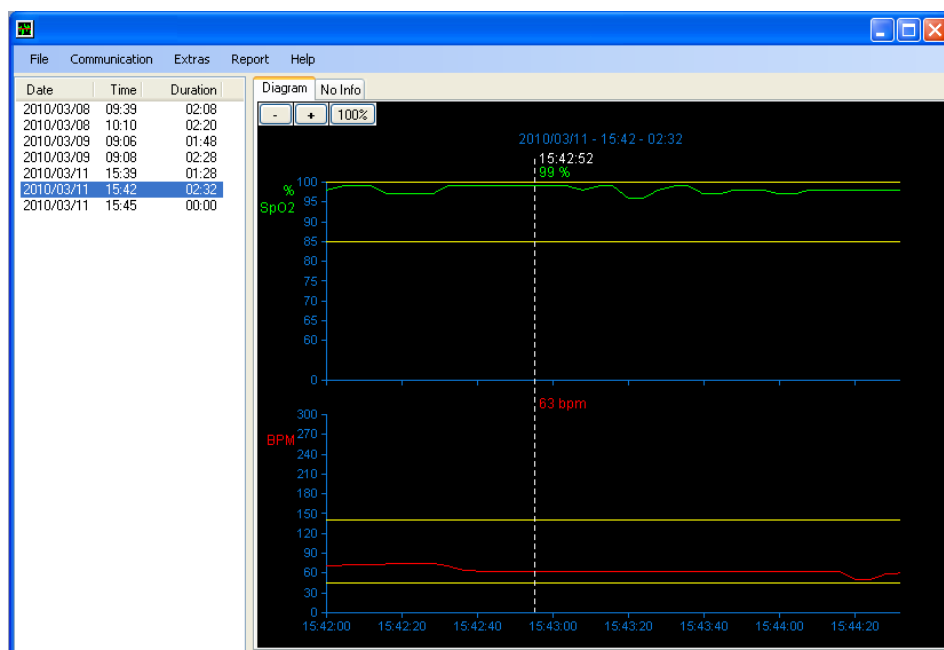 File Communication Extras Report Help
Date Time Duration
2010/03/08 09:39 02:08
2010/03/08 10:10 02:20
2010/03/09 09:06 01:48
2010/03/09 09:08 02:28
2010/03/11 15:39 01:28
2010/03/11 15:42 02:32
2010/03/11 15:45 00:00
Diagram No Info
- + 100%
2010/03/11 - 15:42 - 02:32
15:42:52
99 %
%
SpO2
100
95
90
85
80
75
70
65
60
0
63 bpm
BPM
300
270
240
210
180
150
120
90
60
30
0
15:42:00 15:42:20 15:42:40 15:43:00 15:43:20 15:43:40 15:44:00 15:44:20